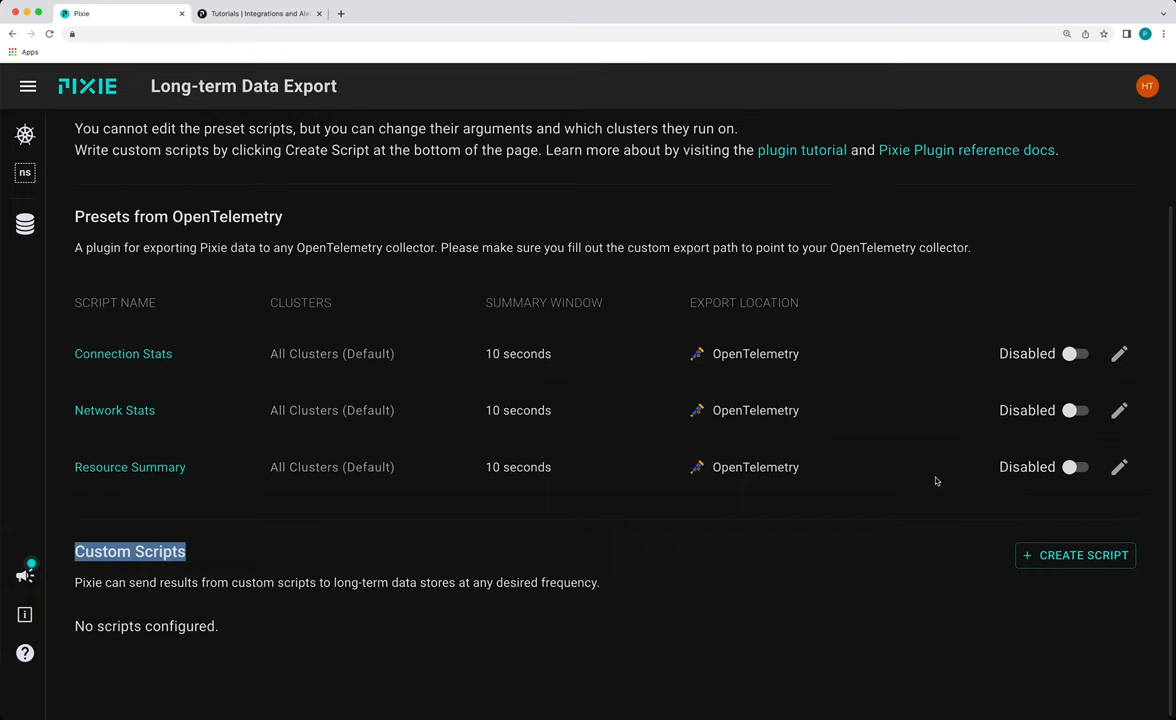 Pixie
Tutorials | Integrations and Ale
P
Apps
PIXIE
Long-term Data Export
HT
You cannot edit the preset scripts, but you can change their arguments and which clusters they run on.
Write custom scripts by clicking Create Script at the bottom of the page. Learn more about by visiting the plugin tutorial and Pixie Plugin reference docs.
ns
Presets from OpenTelemetry
A plugin for exporting Pixie data to any OpenTelemetry collector. Please make sure you fill out the custom export path to point to your OpenTelemetry collector.
SCRIPT NAME CLUSTERS SUMMARY WINDOW EXPORT LOCATION
Connection Stats All Clusters (Default) 10 seconds OpenTelemetry Disabled
Network Stats All Clusters (Default) 10 seconds OpenTelemetry Disabled
Resource Summary All Clusters (Default) 10 seconds OpenTelemetry Disabled
Custom Scripts
+ CREATE SCRIPT
Pixie can send results from custom scripts to long-term data stores at any desired frequency.
No scripts configured.